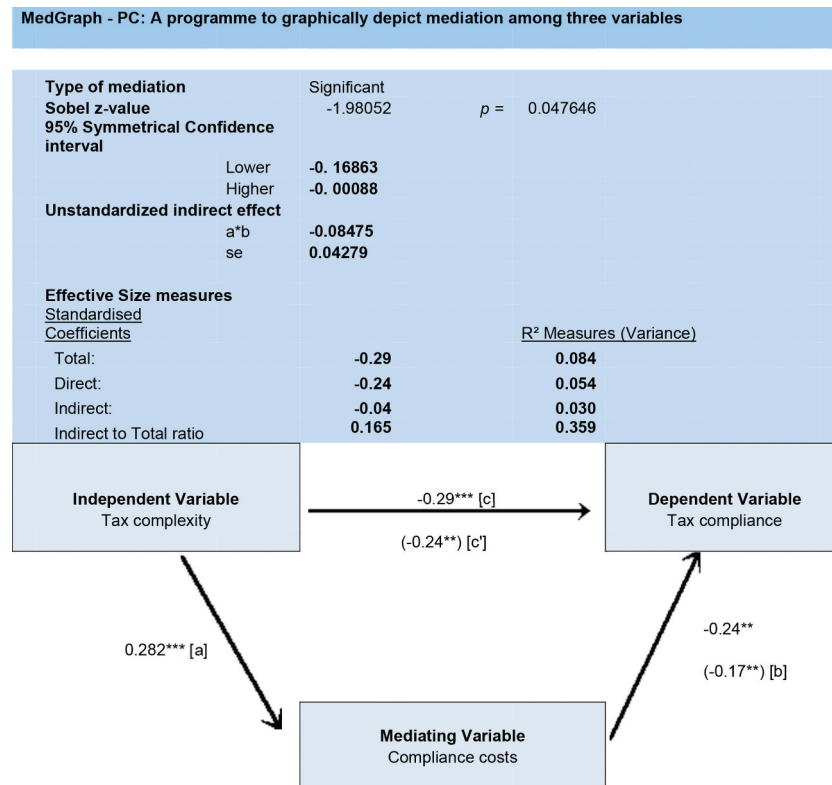 MedGraph - PC: A programme to graphically depict mediation among three variables
Type of mediation Significant
Sobel z-value -1.98052 p = 0.047646
95% Symmetrical Confidence
interval
Lower -0. 16863
Higher -0. 00088
Unstandardized indirect effect
a*b -0.08475
se 0.04279
Effective Size measures
Standardised
Coefficients R² Measures (Variance)
Total: -0.29 0.084
Direct: -0.24 0.054
Indirect: -0.04 0.030
Indirect to Total ratio 0.165 0.359
Independent Variable
Tax complexity
-0.29*** [c]
(-0.24**) [c']
Dependent Variable
Tax compliance
0.282*** [a]
-0.24**
(-0.17**) [b]
Mediating Variable
Compliance costs